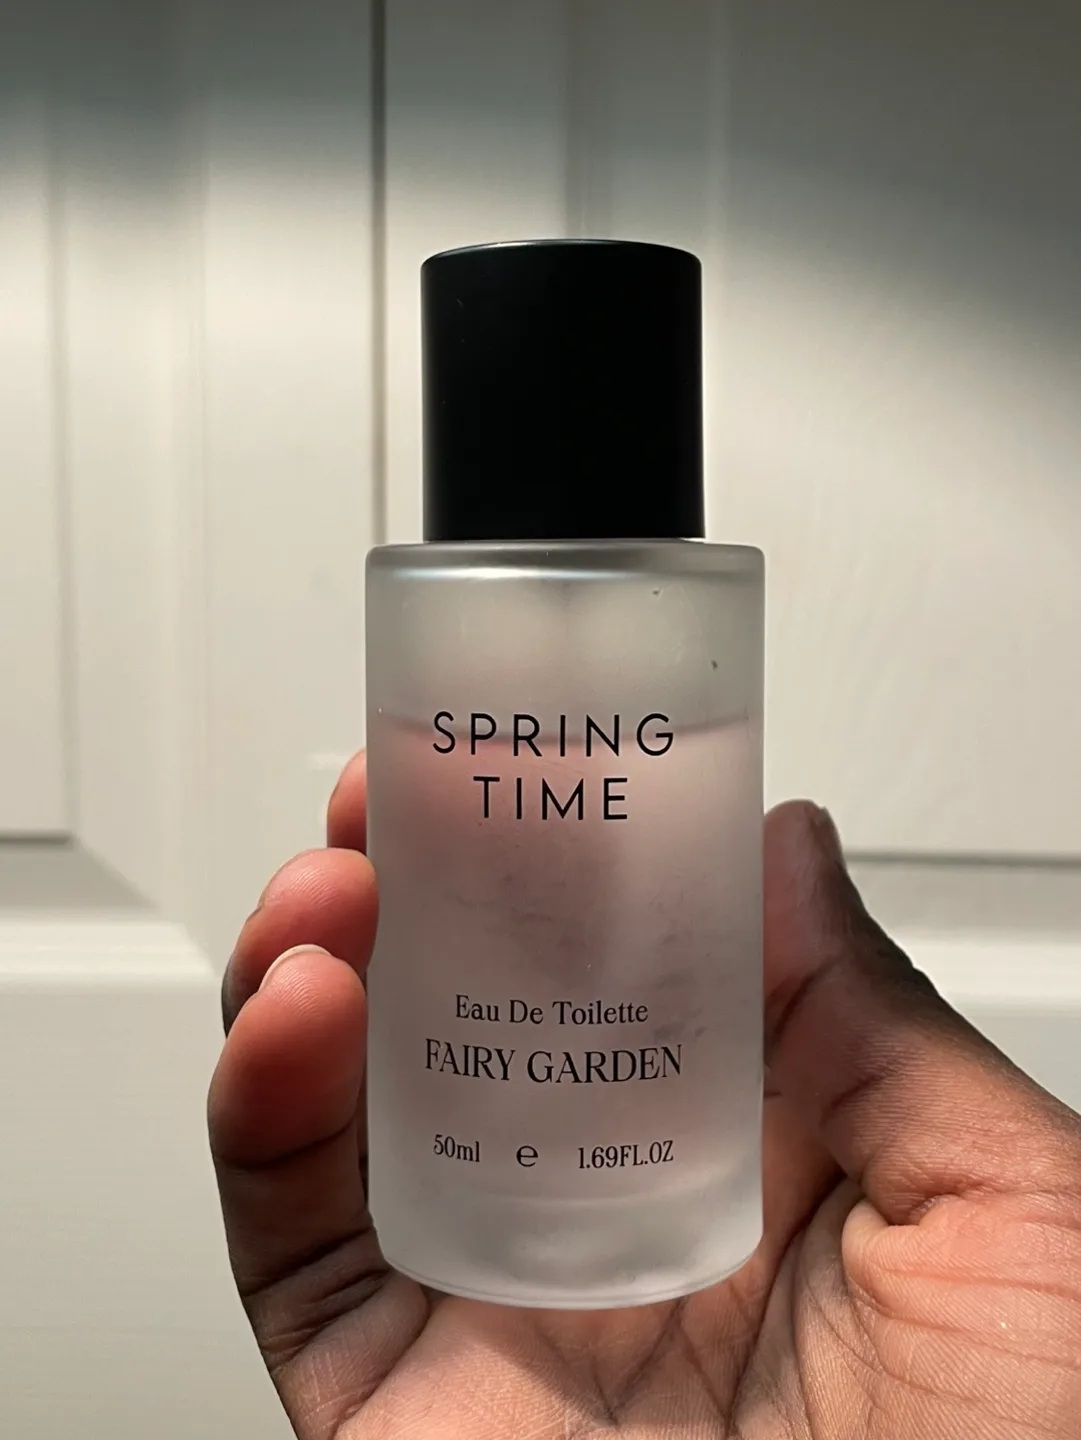 SPRING
TIME
Eau De Toilette
FAIRY GARDEN
50ml e 1.69FL.OZ